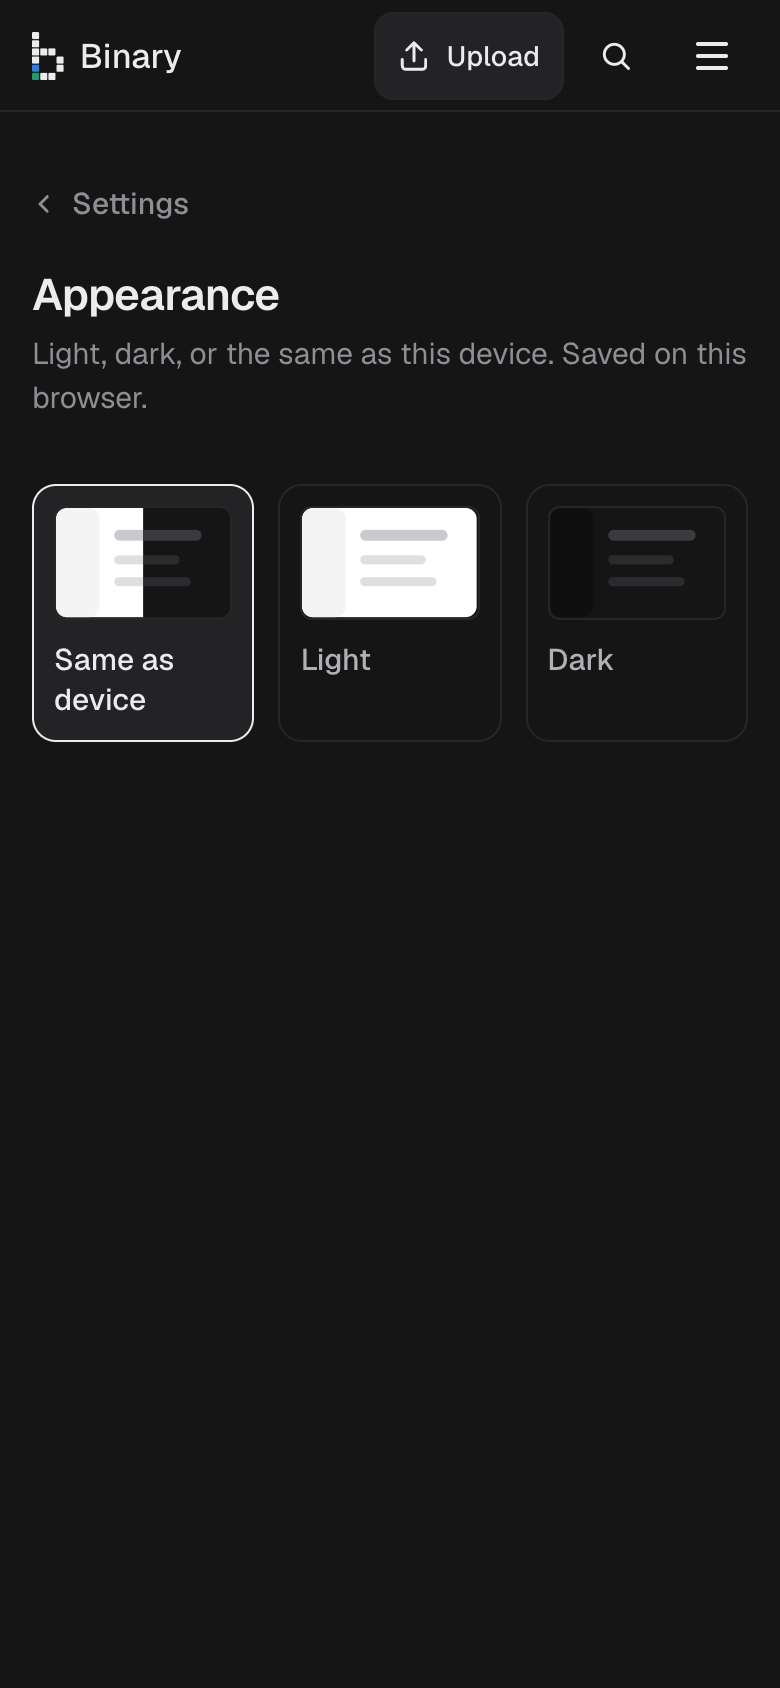 Binary
Upload
Settings
Appearance
Light, dark, or the same as this device. Saved on this
browser.
Same as
device
Light
Dark